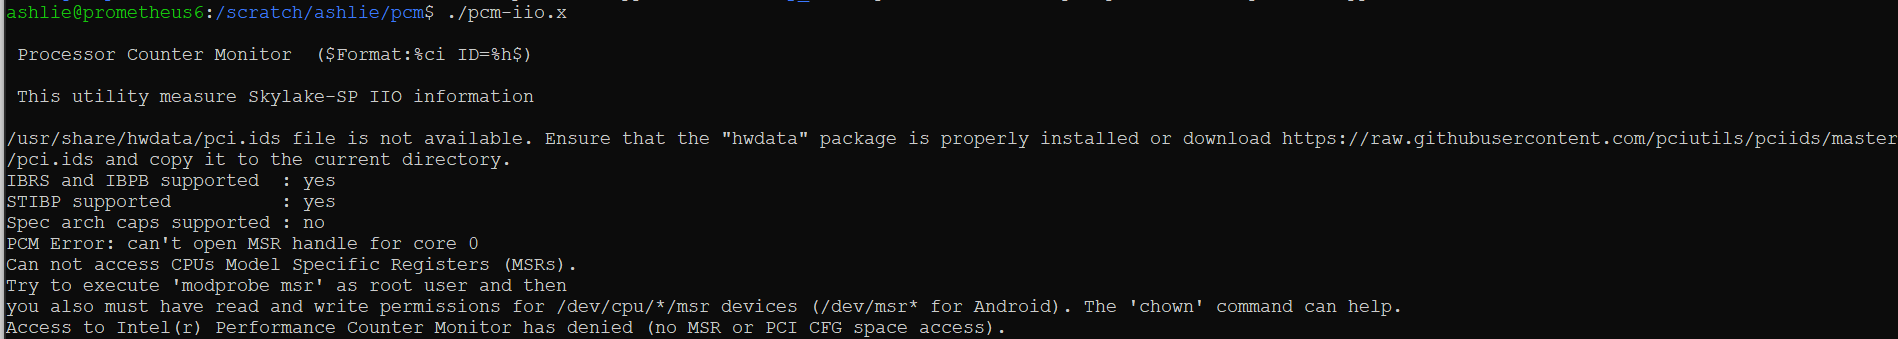 ashlie@prometheus6:/scratch/ashlie/pcm$ ./pcm-iio.x
Processor Counter Monitor  ($Format:%ci ID=%h$)
This utility measure Skylake-SP IIO information
/usr/share/hwdata/pci.ids file is not available. Ensure that the "hwdata" package is properly installed or download https://raw.githubusercontent.com/pciutils/pciids/master
/pci.ids and copy it to the current directory.
IBRS and IBPB supported  : yes
STIBP supported          : yes
Spec arch caps supported : no
PCM Error: can't open MSR handle for core 0
Can not access CPUs Model Specific Registers (MSRs).
Try to execute 'modprobe msr' as root user and then
you also must have read and write permissions for /dev/cpu/*/msr devices (/dev/msr* for Android). The 'chown' command can help.
Access to Intel(r) Performance Counter Monitor has denied (no MSR or PCI CFG space access).